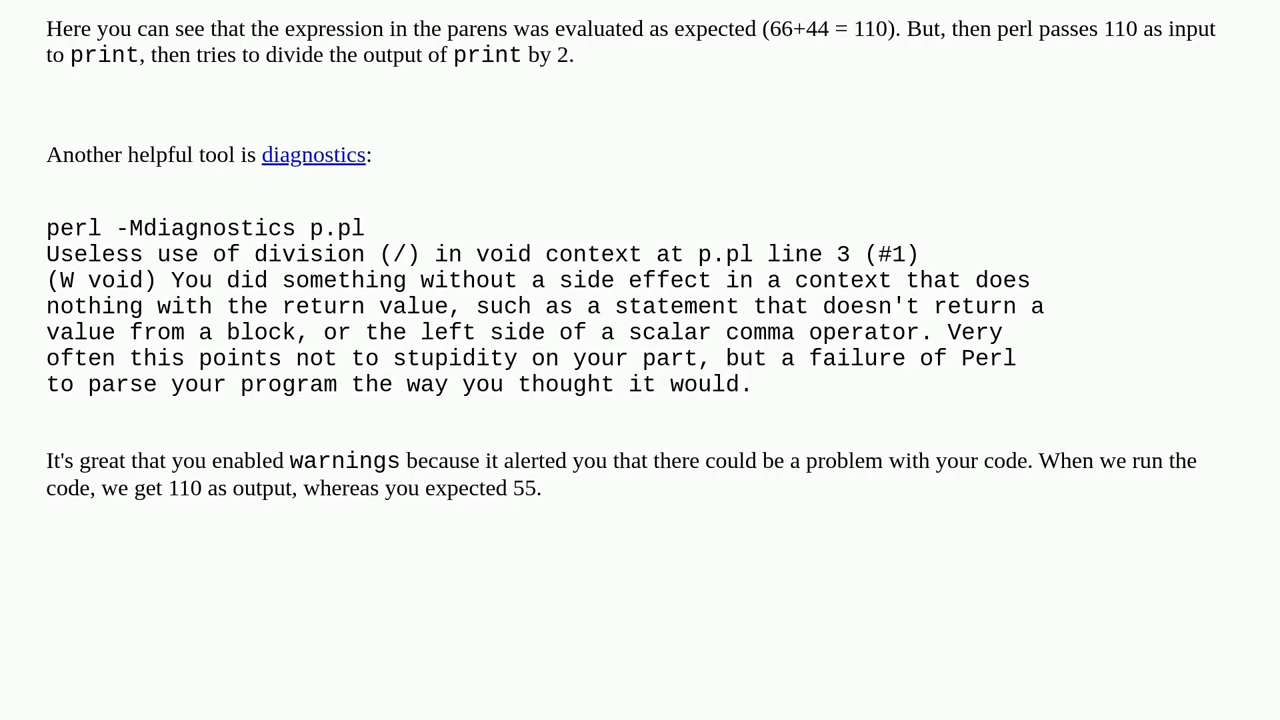 Here you can see that the expression in the parens was evaluated as expected (66+44 = 110). But, then perl passes 110 as input
to print, then tries to divide the output of print by 2.
Another helpful tool is diagnostics:
perl -Mdiagnostics p.pl
Useless use of division (/) in void context at p.pl line 3 (#1)
(W void) You did something without a side effect in a context that does
nothing with the return value, such as a statement that doesn't return a
value from a block, or the left side of a scalar comma operator. Very
often this points not to stupidity on your part, but a failure of Perl
to parse your program the way you thought it would.
It's great that you enabled warnings because it alerted you that there could be a problem with your code. When we run the
code, we get 110 as output, whereas you expected 55.